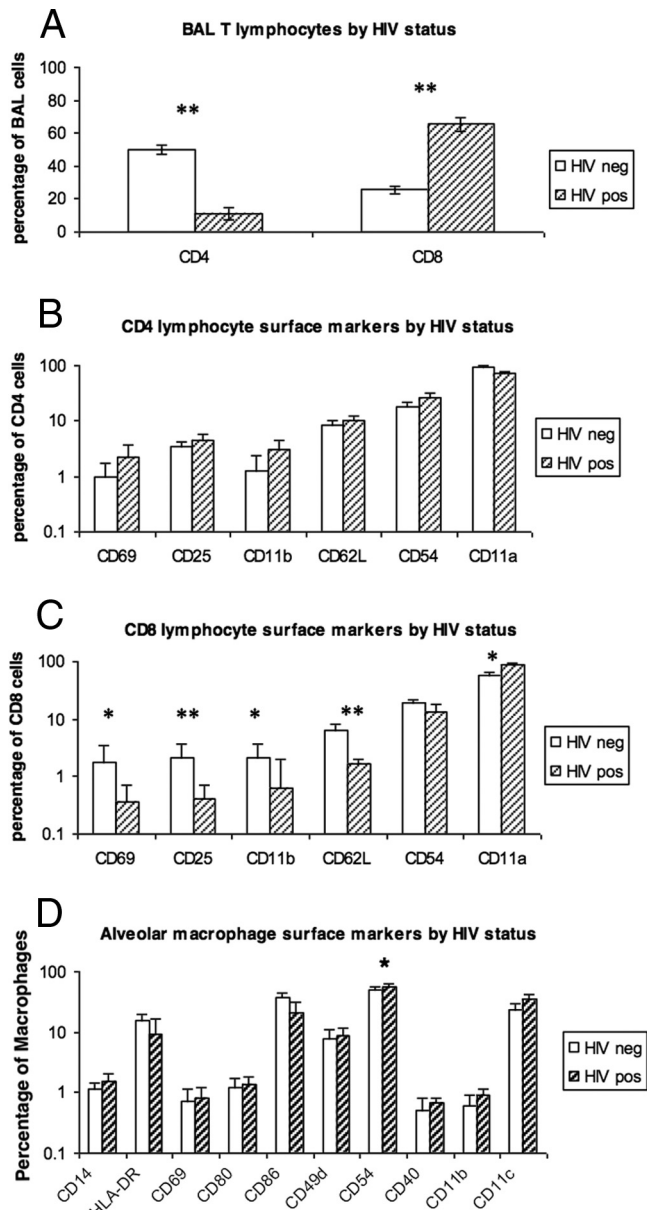 A
BAL T lymphocytes by HIV status
percentage of BAL cells
100
80
60
40
20
0
**
**
CD4
CD8
HIV neg
HIV pos
B
CD4 lymphocyte surface markers by HIV status
percentage of CD4 cells
100
10
1
0.1
CD69
CD25
CD11b
CD62L
CD54
CD11a
HIV neg
HIV pos
C
CD8 lymphocyte surface markers by HIV status
percentage of CD8 cells
100
10
1
0.1
*
**
*
**
*
CD69
CD25
CD11b
CD62L
CD54
CD11a
HIV neg
HIV pos
D
Alveolar macrophage surface markers by HIV status
Percentage of Macrophages
100
10
1
0.1
*
CD14
HLA-DR
CD69
CD80
CD86
CD49d
CD54
CD40
CD11b
CD11c
HIV neg
HIV pos